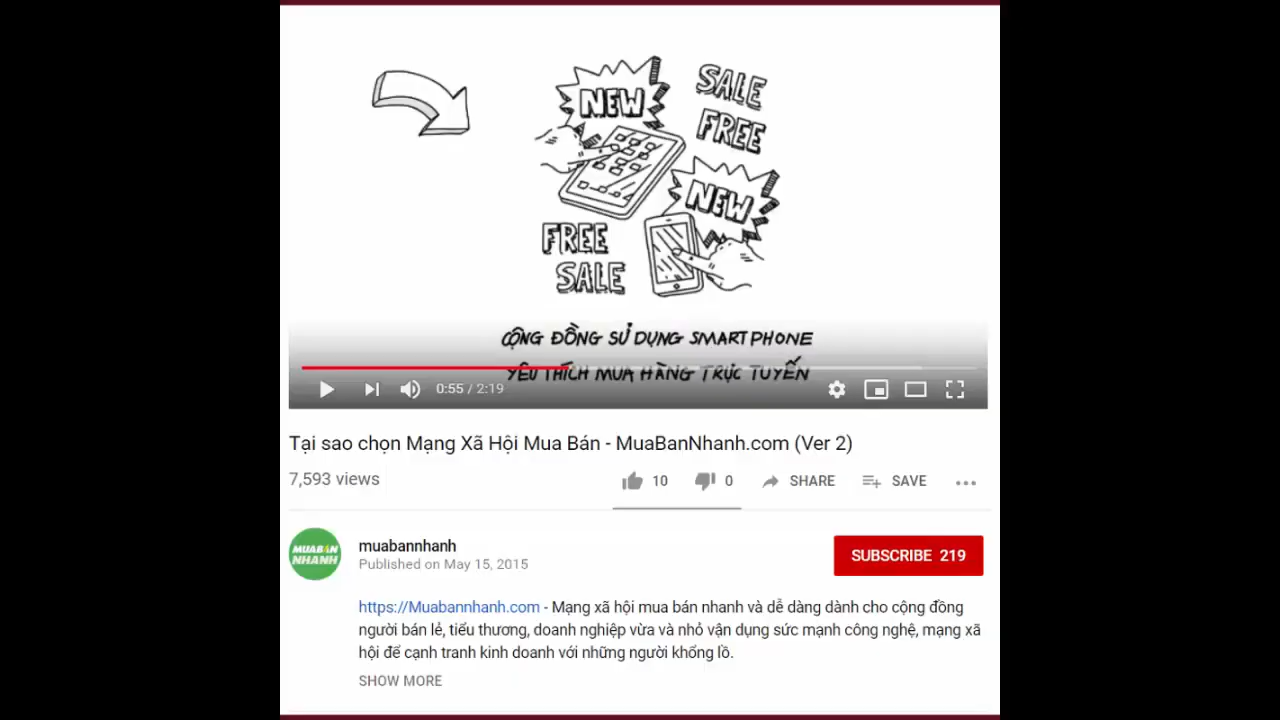 NEW
SALE
FREE
NEW
FREE
SALE
CỘNG ĐỒNG SỬ DỤNG SMARTPHONE
YÊU THÍCH MUA HÀNG TRỰC TUYẾN
0:55 / 2:19
Tại sao chọn Mạng Xã Hội Mua Bán - MuaBanNhanh.com (Ver 2)
7,593 views
10 0 SHARE SAVE
MUABÁN
NHANH
muabannhanh
Published on May 15, 2015
SUBSCRIBE 219
https://Muabannhanh.com - Mạng xã hội mua bán nhanh và dễ dàng dành cho cộng đồng
người bán lẻ, tiểu thương, doanh nghiệp vừa và nhỏ vận dụng sức mạnh công nghệ, mạng xã
hội để cạnh tranh kinh doanh với những người khổng lồ.
SHOW MORE